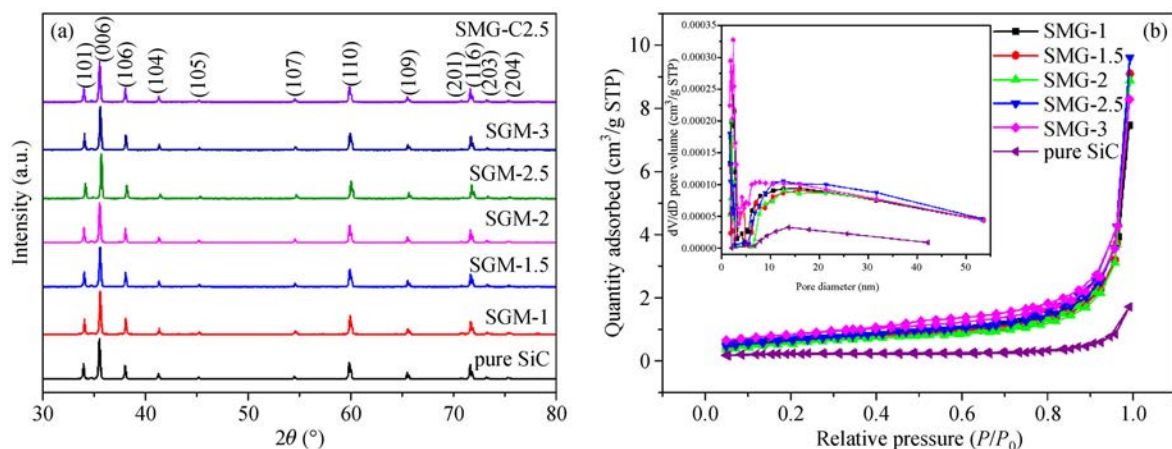 (a)
SMG-C2.5
(101)
(006)
(106)
(104)
(105)
(107)
(110)
(109)
(201)
(116)
(203)
(204)
SGM-3
SGM-2.5
SGM-2
SGM-1.5
SGM-1
pure SiC
Intensity (a.u.)
30 40 50 60 70 80
2θ (°)
(b)
SMG-1
SMG-1.5
SMG-2
SMG-2.5
SMG-3
pure SiC
Quantity adsorbed (cm³/g STP)
10
8
6
4
2
0
0.0 0.2 0.4 0.6 0.8 1.0
Relative pressure (P/P₀)
dV/dD pore volume (cm³/g STP)
0.00035
0.00030
0.00025
0.00020
0.00015
0.00010
0.00005
0.00000
0 10 20 30 40 50
Pore diameter (nm)